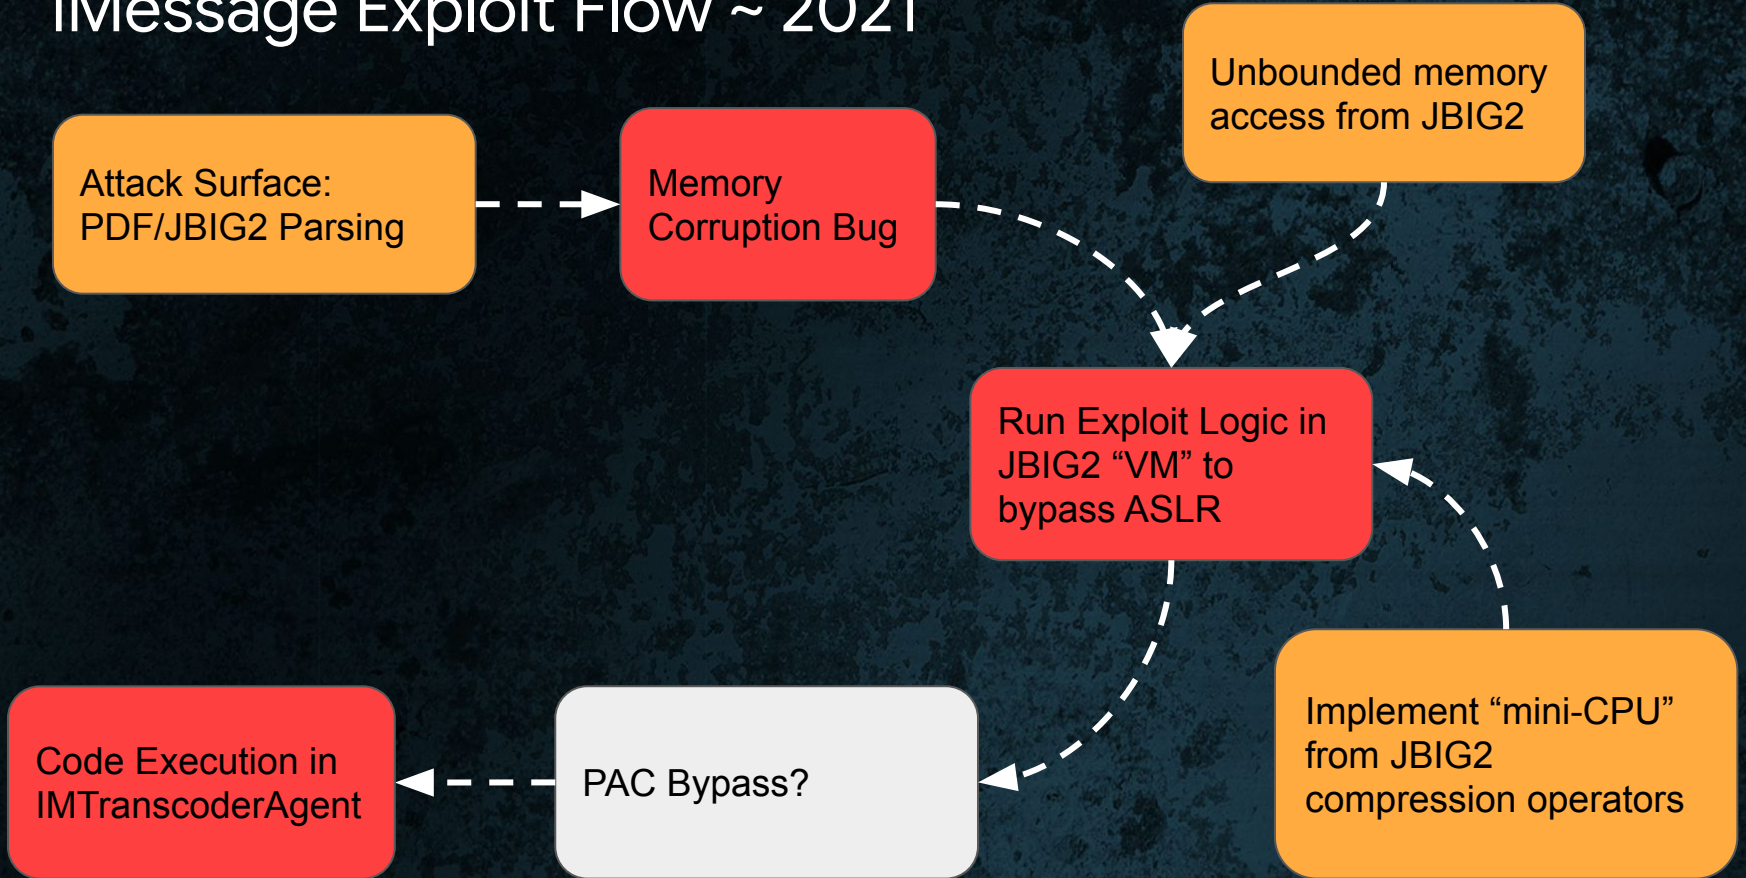 iMessage Exploit Flow ~ 2021
Unbounded memory
access from JBIG2
Attack Surface:
PDF/JBIG2 Parsing
Memory
Corruption Bug
Run Exploit Logic in
JBIG2 “VM” to
bypass ASLR
Implement “mini-CPU”
from JBIG2
compression operators
PAC Bypass?
Code Execution in
IMTranscoderAgent